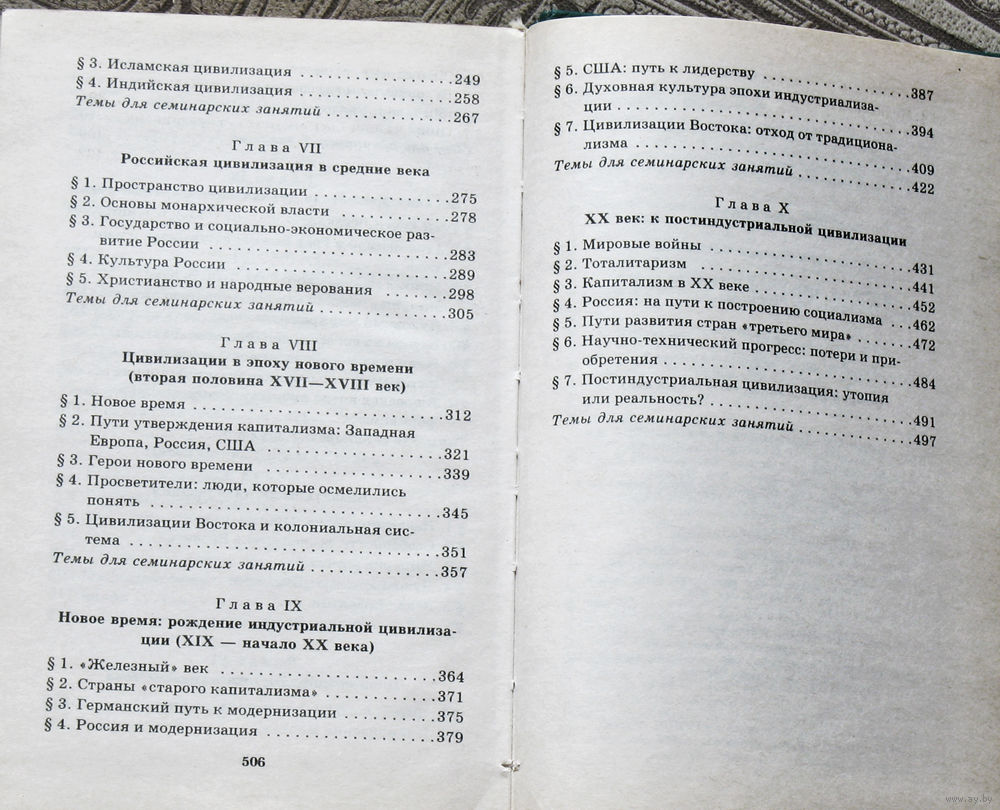 § 3. Исламская цивилизация . . . . . . . . . . . . . . . . .249
§ 4. Индийская цивилизация . . . . . . . . . . . . . . . . .258
Темы для семинарских занятий . . . . . . . . . . . . . .267
Глава VII
Российская цивилизация в средние века
§ 1. Пространство цивилизации . . . . . . . . . . . . . .275
§ 2. Основы монархической власти . . . . . . . . . . . .278
§ 3. Государство и социально-экономическое раз-
витие России . . . . . . . . . . . . . . . . . . . . . . . . .283
§ 4. Культура России . . . . . . . . . . . . . . . . . . . . . .289
§ 5. Христианство и народные верования . . . . . . .298
Темы для семинарских занятий . . . . . . . . . . . . . .305
Глава VIII
Цивилизации в эпоху нового времени
(вторая половина XVII—XVIII век)
§ 1. Новое время . . . . . . . . . . . . . . . . . . . . . . . . .312
§ 2. Пути утверждения капитализма: Западная
Европа, Россия, США . . . . . . . . . . . . . . . . . .321
§ 3. Герои нового времени . . . . . . . . . . . . . . . . . .339
§ 4. Просветители: люди, которые осмелились
понять . . . . . . . . . . . . . . . . . . . . . . . . . . . . .345
§ 5. Цивилизации Востока и колониальная сис-
тема . . . . . . . . . . . . . . . . . . . . . . . . . . . . . . .351
Темы для семинарских занятий . . . . . . . . . . . . . .357
Глава IX
Новое время: рождение индустриальной цивилиза-
ции (XIX — начало XX века)
§ 1. «Железный» век . . . . . . . . . . . . . . . . . . . . . .364
§ 2. Страны «старого капитализма» . . . . . . . . . . . .371
§ 3. Германский путь к модернизации . . . . . . . . . .375
§ 4. Россия и модернизация . . . . . . . . . . . . . . . . .379
506
§ 5. США: путь к лидерству . . . . . . . . . . . . . . . . .387
§ 6. Духовная культура эпохи индустриализа-
ции . . . . . . . . . . . . . . . . . . . . . . . . . . . . . . . .394
§ 7. Цивилизации Востока: отход от традициона-
лизма . . . . . . . . . . . . . . . . . . . . . . . . . . . . . .409
Темы для семинарских занятий . . . . . . . . . . . . . .422
Глава X
XX век: к постиндустриальной цивилизации
§ 1. Мировые войны . . . . . . . . . . . . . . . . . . . . . .431
§ 2. Тоталитаризм . . . . . . . . . . . . . . . . . . . . . . . .441
§ 3. Капитализм в XX веке . . . . . . . . . . . . . . . . . .452
§ 4. Россия: на пути к построению социализма . . .462
§ 5. Пути развития стран «третьего мира» . . . . . . .472
§ 6. Научно-технический прогресс: потери и при-
обретения . . . . . . . . . . . . . . . . . . . . . . . . . . .484
§ 7. Постиндустриальная цивилизация: утопия
или реальность? . . . . . . . . . . . . . . . . . . . . . .491
Темы для семинарских занятий . . . . . . . . . . . . . .497
www.ay.by